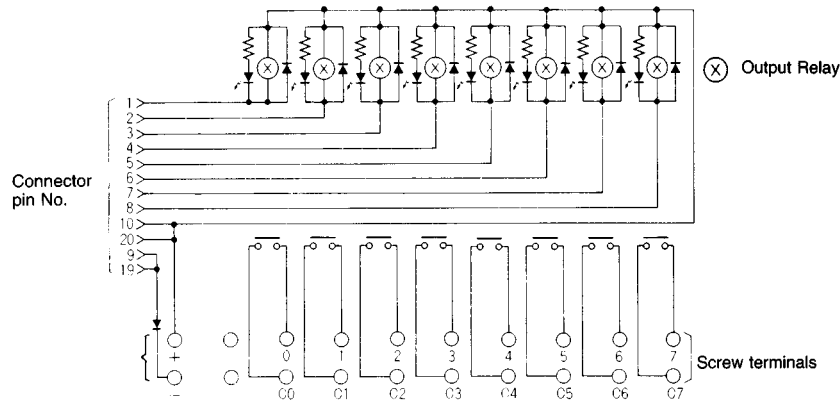 X X X X X X X X
X Output Relay
Connector
pin No.
1
2
3
4
5
6
7
8
10
20
9
19
+ 0 1 2 3 4 5 6 7
Screw terminals
− C0 C1 C2 C3 C4 C5 C6 C7